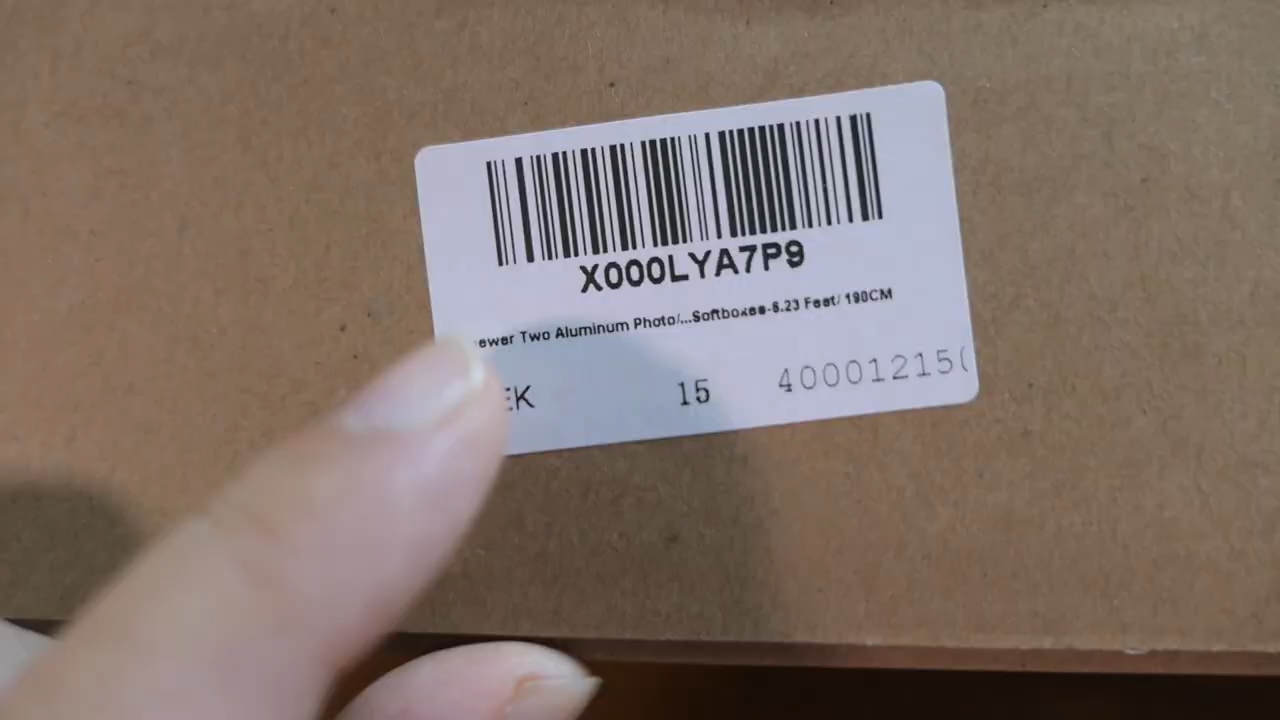 X000LYA7P9
ewer Two Aluminum Photo/...Softboxes-6.23 Feet/ 190CM
EK 15 40001215(